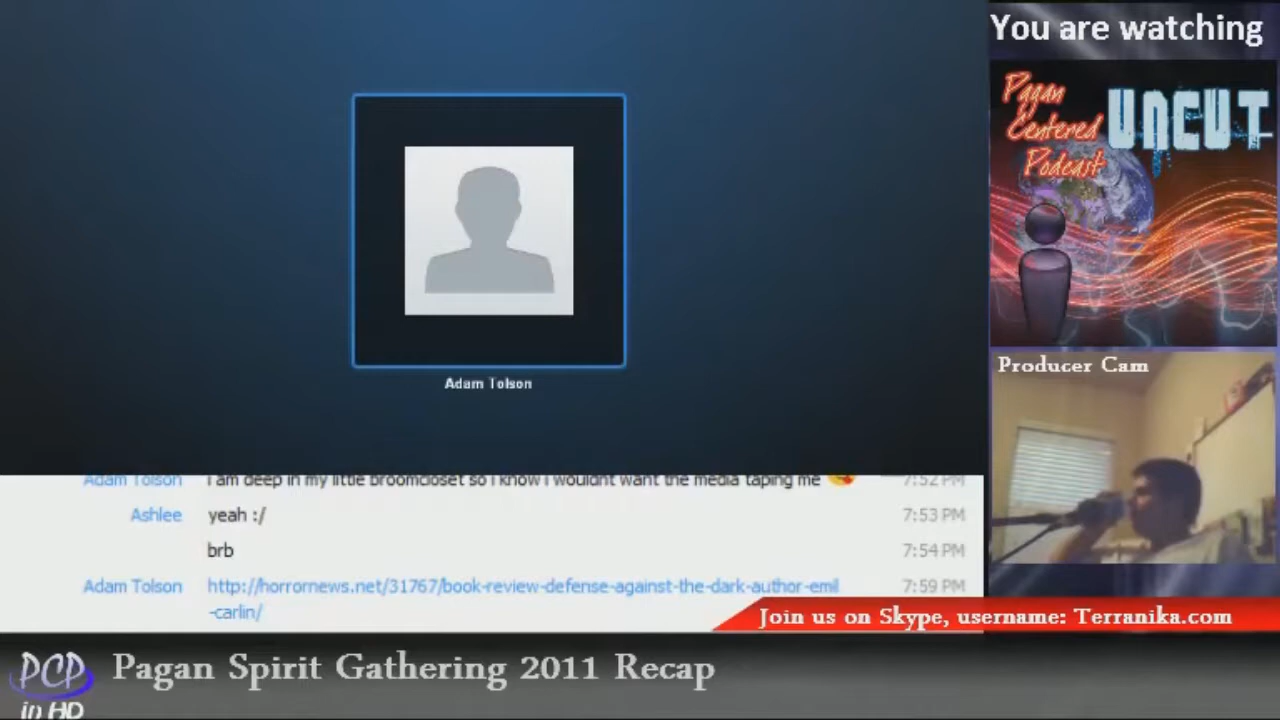 You are watching
Pagan
Centered
Podcast
UNCUT
Producer Cam
Adam Tolson
Adam Tolson I am deep in my little broomcloset so I know I wouldnt want the media taping me 7:52 PM
Ashlee yeah :/ 7:53 PM
brb 7:54 PM
Adam Tolson http://horrornews.net/31767/book-review-defense-against-the-dark-author-emil 7:59 PM
-carlin/
Join us on Skype, username: Terranika.com
PCP Pagan Spirit Gathering 2011 Recap
in HD